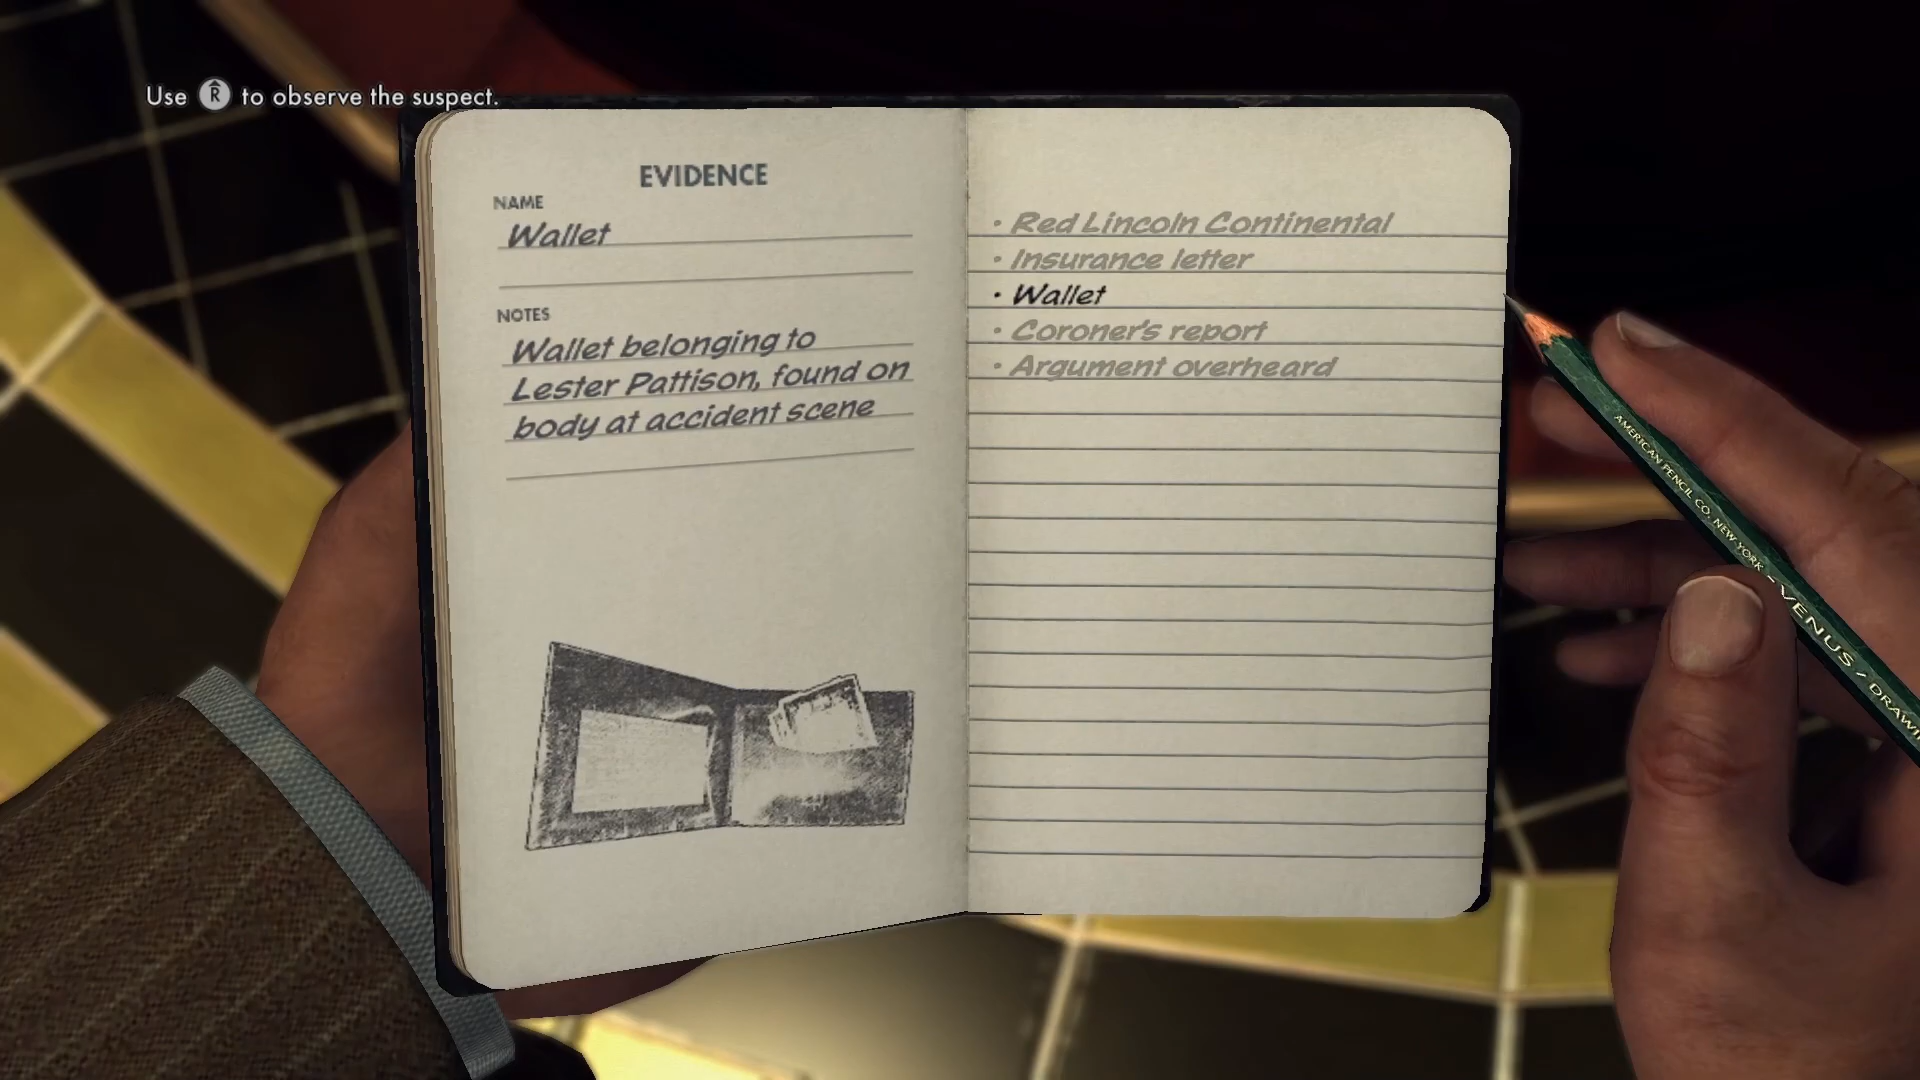 Use R to observe the suspect.
EVIDENCE
NAME
Wallet
NOTES
Wallet belonging to
Lester Pattison, found on
body at accident scene
• Red Lincoln Continental
• Insurance letter
• Wallet
• Coroner's report
• Argument overheard
AMERICAN PENCIL CO. NEW YORK
VENUS / DRAWI